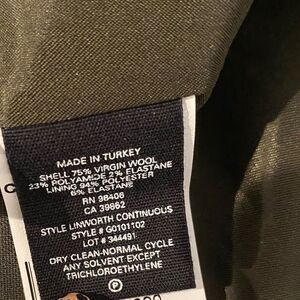 MADE IN TURKEY
SHELL 75% VIRGIN WOOL
23% POLYAMIDE 2% ELASTANE
LINING 94% POLYESTER
6% ELASTANE
RN 98406
CA 39862
STYLE LINWORTH CONTINUOUS
STYLE # G0101102
LOT # 344491
DRY CLEAN-NORMAL CYCLE
ANY SOLVENT EXCEPT
TRICHLOROETHYLENE
P